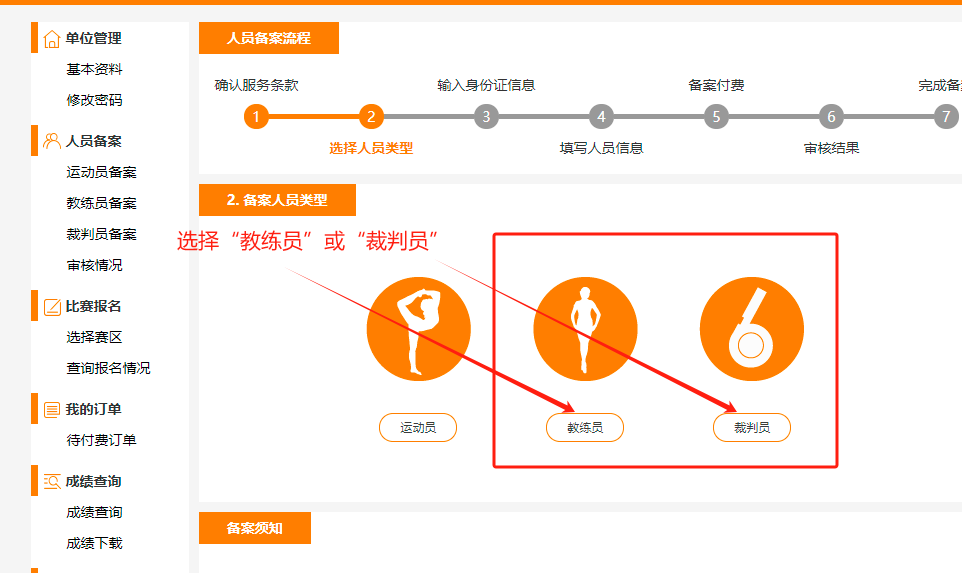 单位管理
基本资料
修改密码
人员备案
运动员备案
教练员备案
裁判员备案
审核情况
比赛报名
选择赛区
查询报名情况
我的订单
待付费订单
成绩查询
成绩查询
成绩下载
人员备案流程
确认服务条款
输入身份证信息
备案付费
完成备
1 2 3 4 5 6 7
选择人员类型
填写人员信息
审核结果
2. 备案人员类型
选择“教练员”或“裁判员”
运动员
教练员
裁判员
备案须知